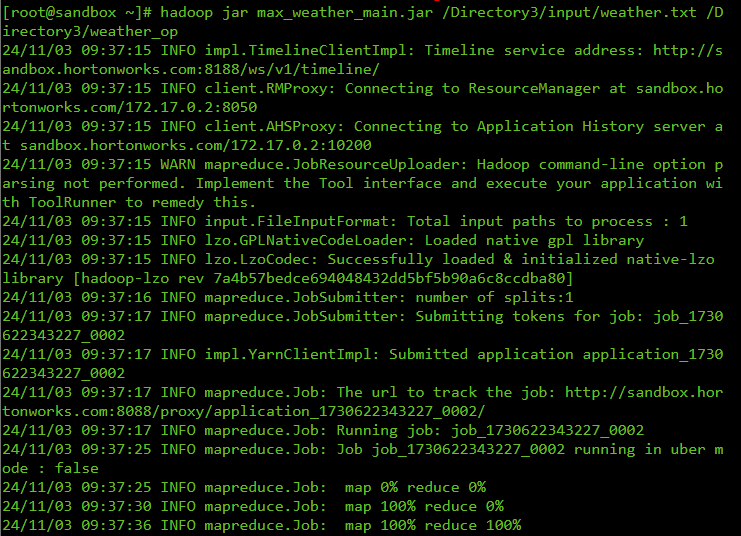 [root@sandbox ~]# hadoop jar max_weather_main.jar /Directory3/input/weather.txt /D
irectory3/weather_op
24/11/03 09:37:15 INFO impl.TimelineClientImpl: Timeline service address: http://s
andbox.hortonworks.com:8188/ws/v1/timeline/
24/11/03 09:37:15 INFO client.RMProxy: Connecting to ResourceManager at sandbox.ho
rtonworks.com/172.17.0.2:8050
24/11/03 09:37:15 INFO client.AHSProxy: Connecting to Application History server a
t sandbox.hortonworks.com/172.17.0.2:10200
24/11/03 09:37:15 WARN mapreduce.JobResourceUploader: Hadoop command-line option p
arsing not performed. Implement the Tool interface and execute your application wi
th ToolRunner to remedy this.
24/11/03 09:37:15 INFO input.FileInputFormat: Total input paths to process : 1
24/11/03 09:37:15 INFO lzo.GPLNativeCodeLoader: Loaded native gpl library
24/11/03 09:37:15 INFO lzo.LzoCodec: Successfully loaded & initialized native-lzo
library [hadoop-lzo rev 7a4b57bedce694048432dd5bf5b90a6c8ccdba80]
24/11/03 09:37:16 INFO mapreduce.JobSubmitter: number of splits:1
24/11/03 09:37:17 INFO mapreduce.JobSubmitter: Submitting tokens for job: job_1730
622343227_0002
24/11/03 09:37:17 INFO impl.YarnClientImpl: Submitted application application_1730
622343227_0002
24/11/03 09:37:17 INFO mapreduce.Job: The url to track the job: http://sandbox.hor
tonworks.com:8088/proxy/application_1730622343227_0002/
24/11/03 09:37:17 INFO mapreduce.Job: Running job: job_1730622343227_0002
24/11/03 09:37:25 INFO mapreduce.Job: Job job_1730622343227_0002 running in uber m
ode : false
24/11/03 09:37:25 INFO mapreduce.Job:  map 0% reduce 0%
24/11/03 09:37:30 INFO mapreduce.Job:  map 100% reduce 0%
24/11/03 09:37:36 INFO mapreduce.Job:  map 100% reduce 100%